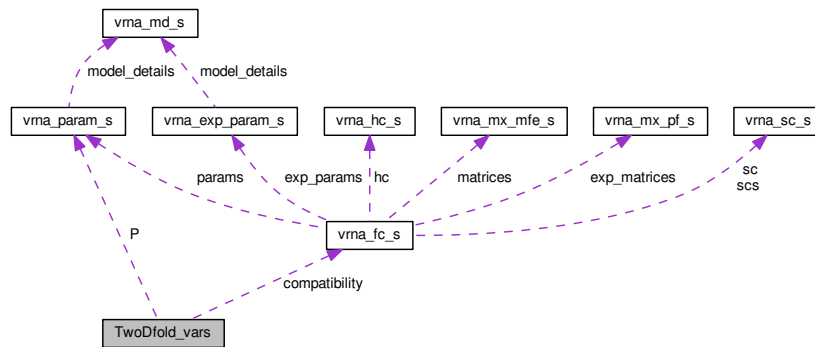 vrna_md_s
model_details
model_details
vrna_param_s
vrna_exp_param_s
vrna_hc_s
vrna_mx_mfe_s
vrna_mx_pf_s
vrna_sc_s
params
exp_params
hc
matrices
exp_matrices
sc
scs
P
vrna_fc_s
compatibility
TwoDfold_vars